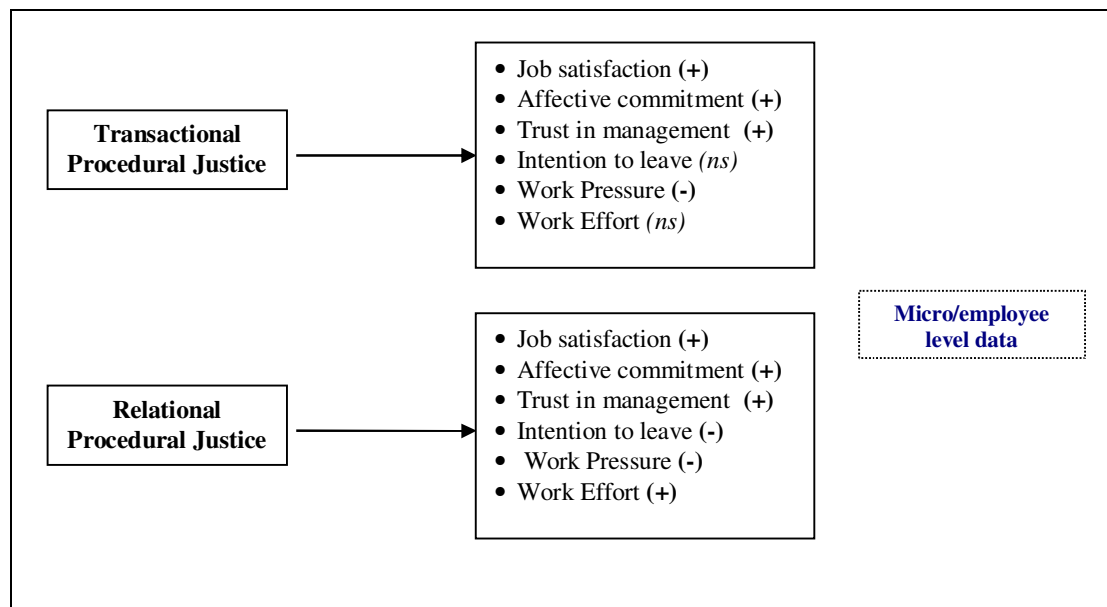 Transactional
Procedural Justice
• Job satisfaction (+)
• Affective commitment (+)
• Trust in management (+)
• Intention to leave (ns)
• Work Pressure (-)
• Work Effort (ns)
Micro/employee
level data
Relational
Procedural Justice
• Job satisfaction (+)
• Affective commitment (+)
• Trust in management (+)
• Intention to leave (-)
• Work Pressure (-)
• Work Effort (+)